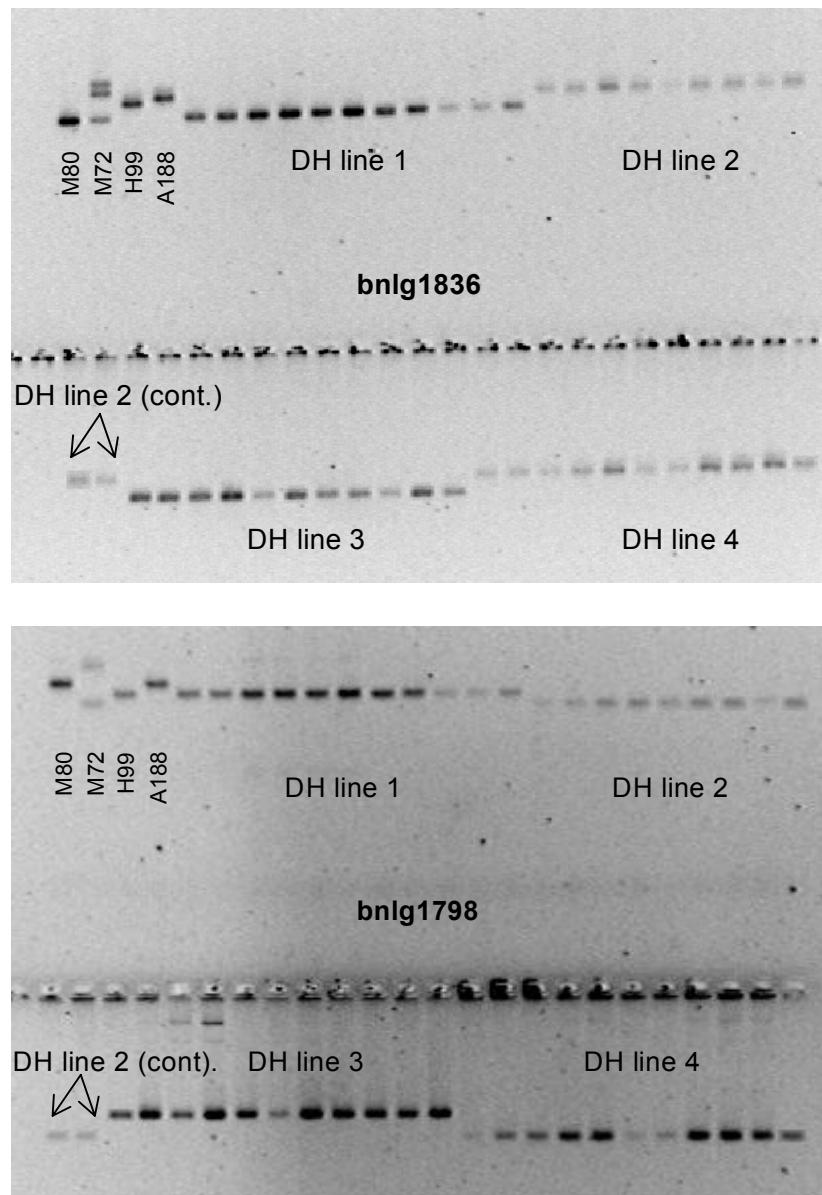 M80
M72
H99
A188
DH line 1
DH line 2
bnlg1836
DH line 2 (cont.)
DH line 3
DH line 4
M80
M72
H99
A188
DH line 1
DH line 2
bnlg1798
DH line 2 (cont).
DH line 3
DH line 4